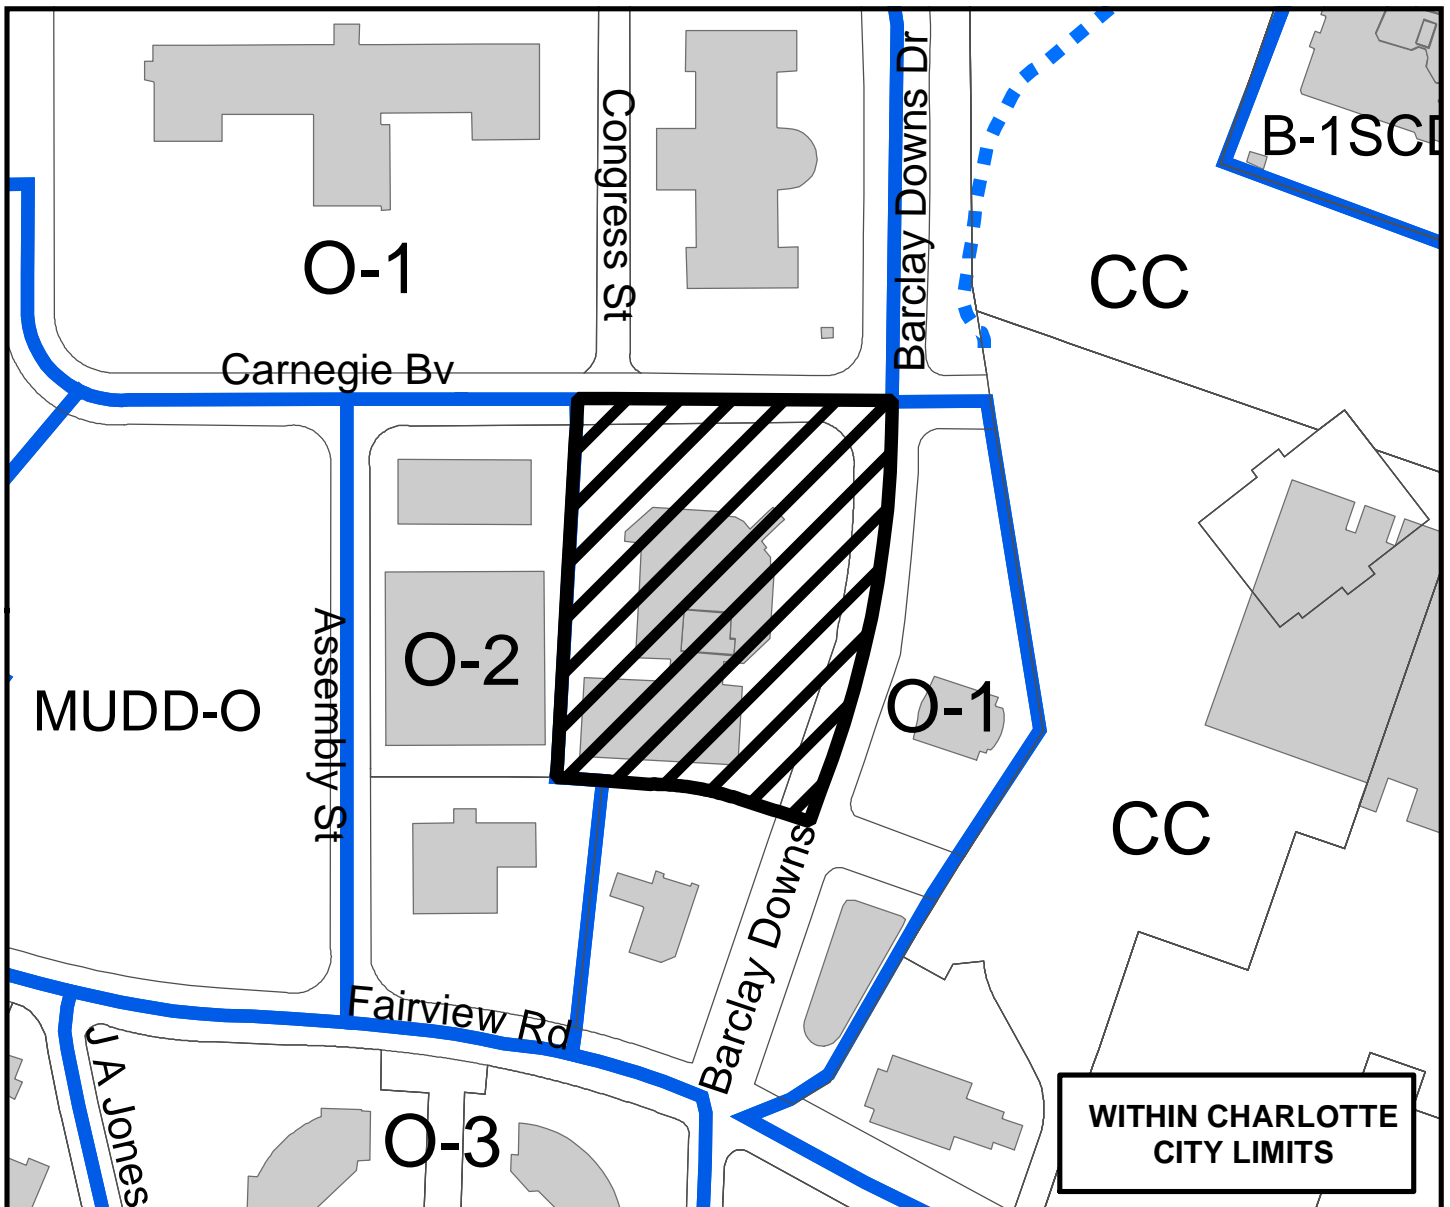 Congress St
Barclay Downs Dr
B-1SCD
O-1
CC
Carnegie Bv
Assembly St
O-2
MUDD-O
O-1
CC
Barclay Downs
Fairview Rd
J A Jones
O-3
WITHIN CHARLOTTE
CITY LIMITS